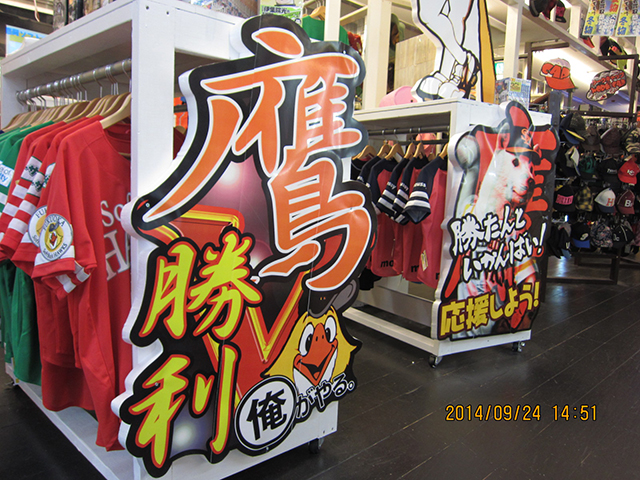 鷹
勝利
俺がやる。
勝ったんと
いかんばい!
応援しよう!
2014/09/24 14:51